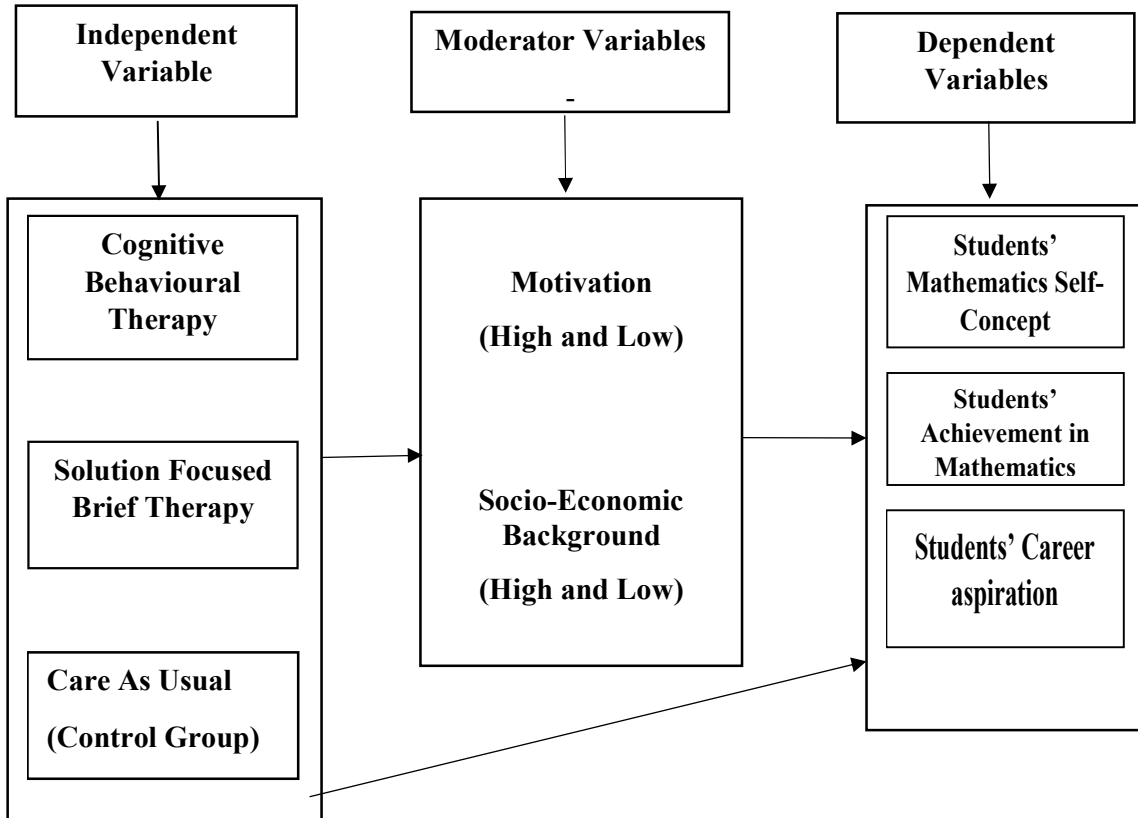 Independent
Variable
Moderator Variables
-
Dependent
Variables
Cognitive
Behavioural
Therapy
Solution Focused
Brief Therapy
Care As Usual
(Control Group)
Motivation
(High and Low)
Socio-Economic
Background
(High and Low)
Students’
Mathematics Self-
Concept
Students’
Achievement in
Mathematics
Students’ Career
aspiration